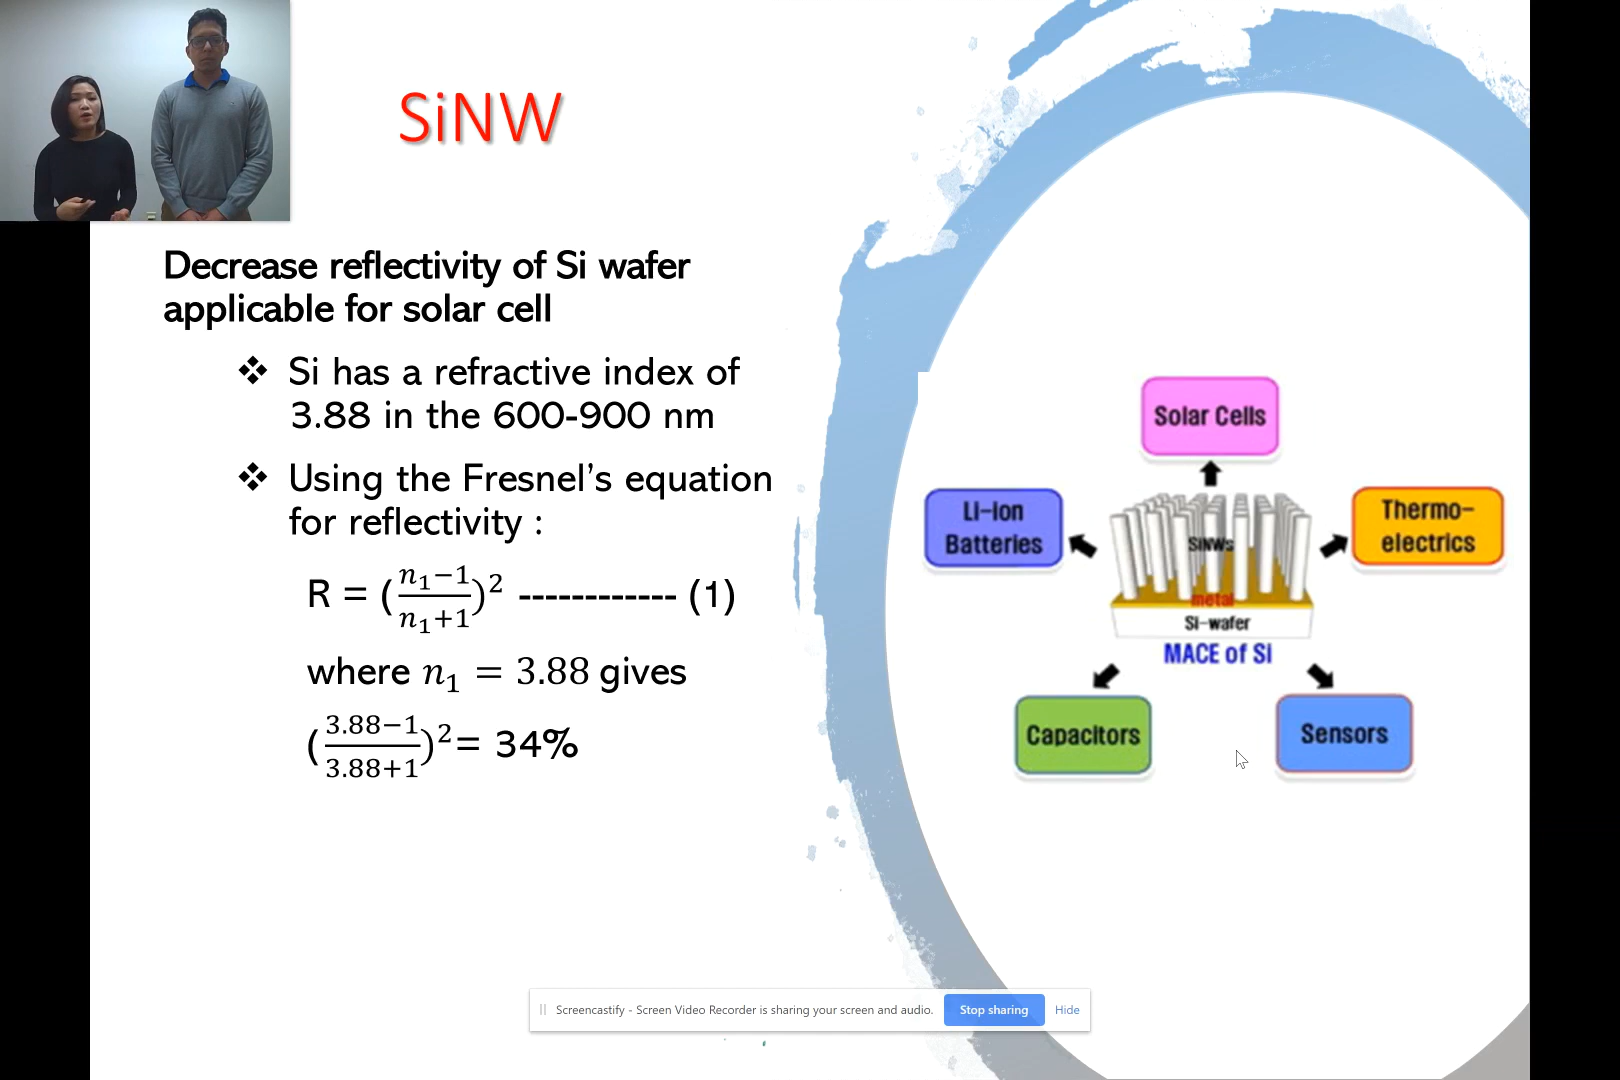 SiNW
Decrease reflectivity of Si wafer
applicable for solar cell
❖ Si has a refractive index of
3.88 in the 600-900 nm
❖ Using the Fresnel's equation
for reflectivity :
R = (\frac{n₁−1}{n₁+1})² ------------ (1)
where n₁ = 3.88 gives
(\frac{3.88−1}{3.88+1})²= 34%
Solar Cells
Li-ion
Batteries
Thermo-
electrics
SiNWs
metal
Si-wafer
MACE of Si
Capacitors
Sensors
Screencastify - Screen Video Recorder is sharing your screen and audio.
Stop sharing
Hide